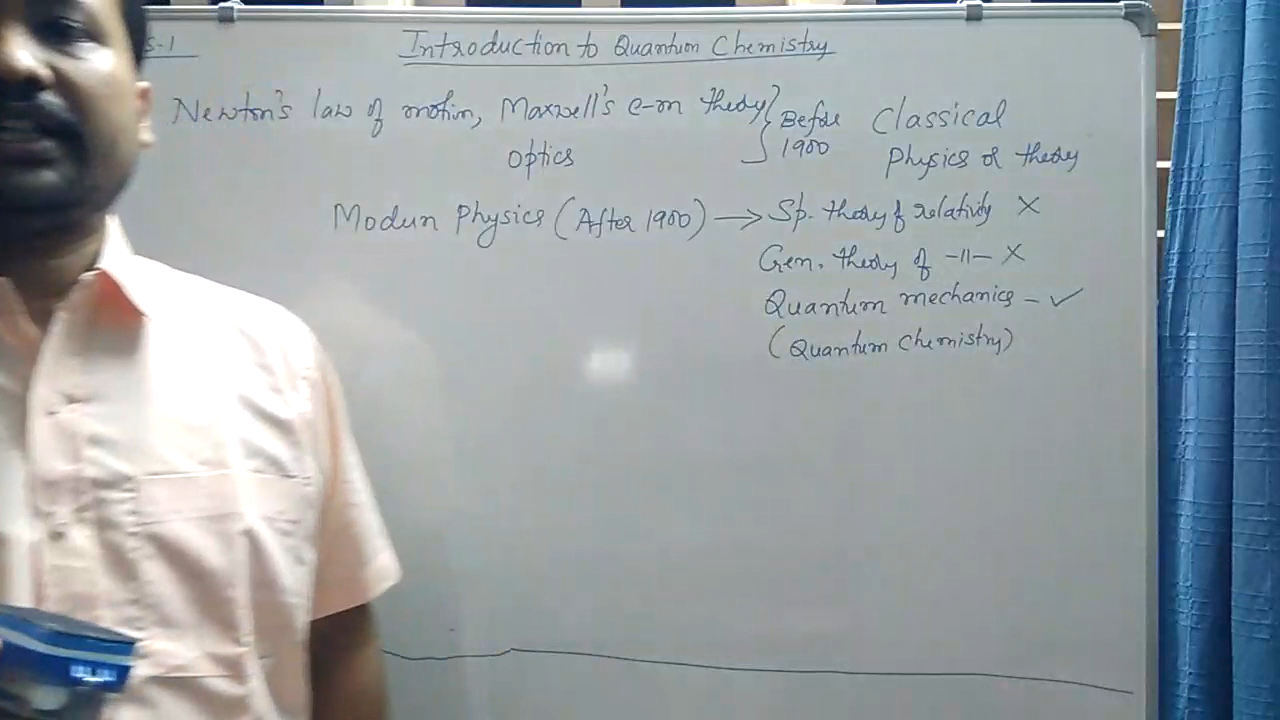 s-1
Introduction to Quantum Chemistry
Newton's law of motion, Maxwell's e-m theory } Before Classical
optics 1900 Physics or theory
Modern Physics (After 1900) → Sp. theory of relativity ×
Gen. theory of -11- ×
Quantum mechanics - ✓
(Quantum Chemistry)